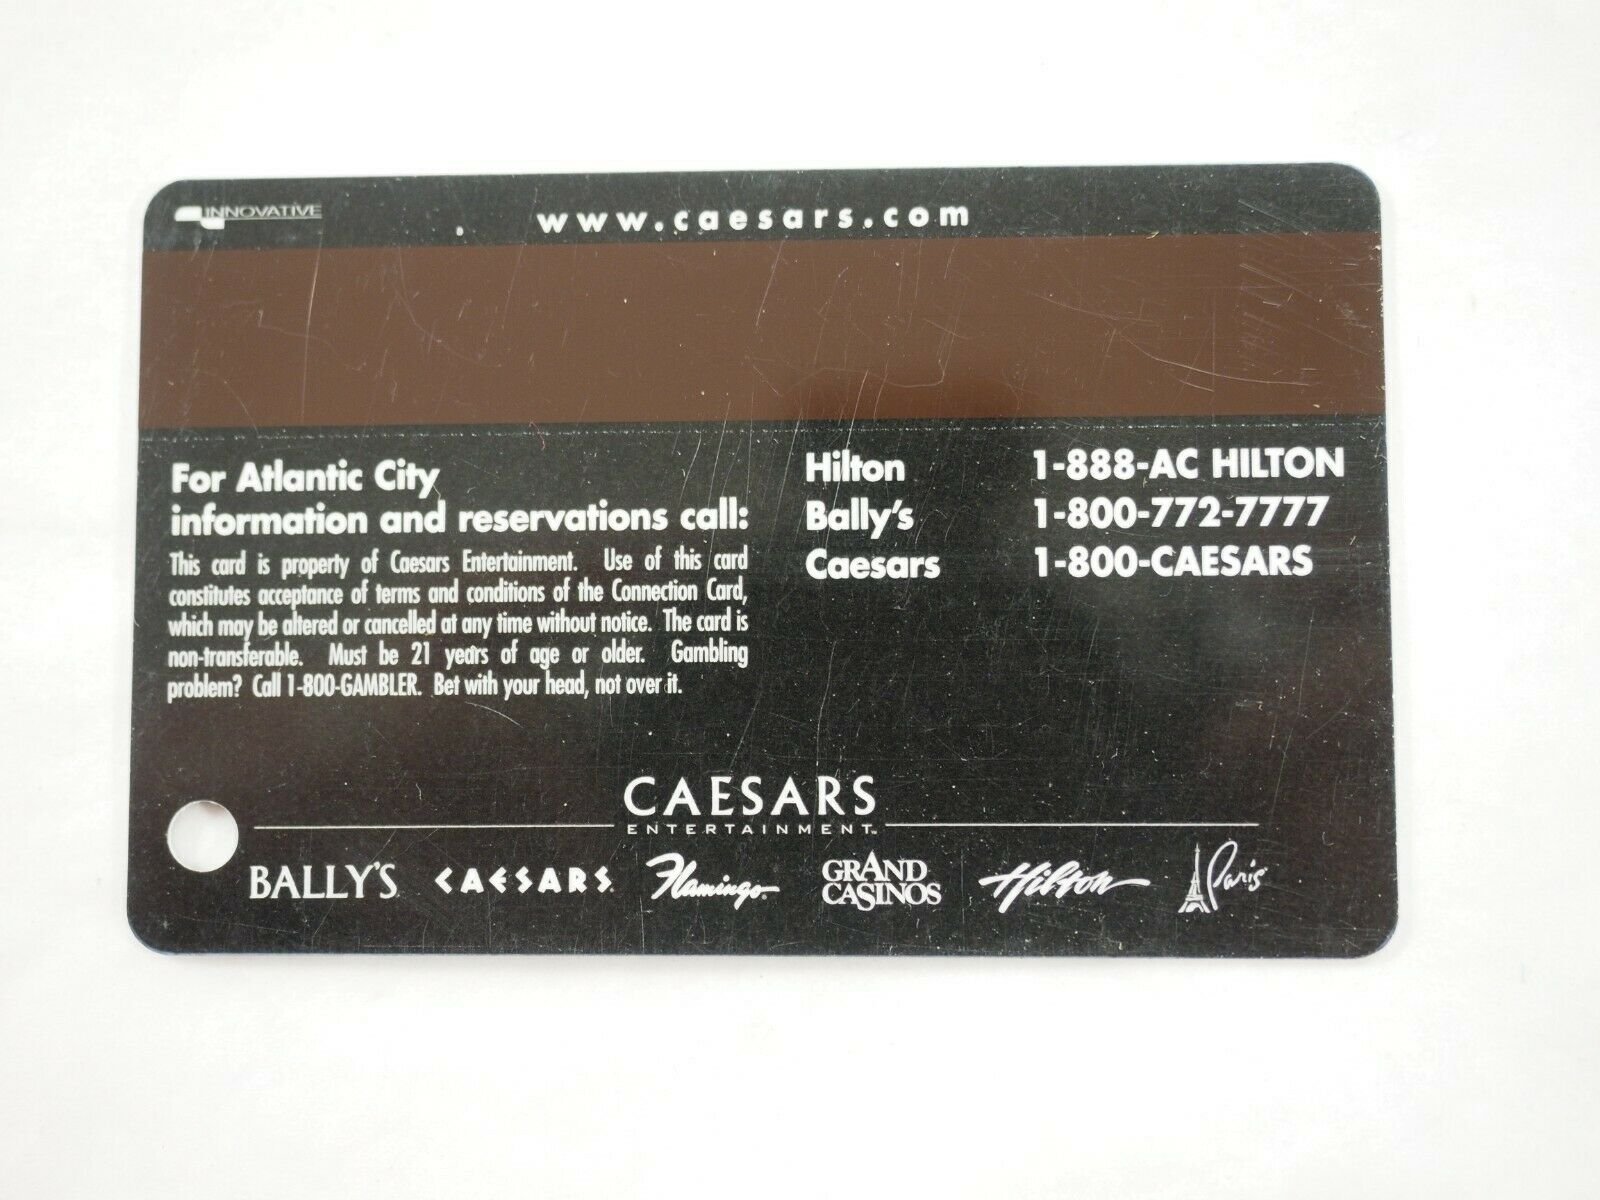 INNOVATIVE
www.caesars.com
For Atlantic City
information and reservations call:
This card is property of Caesars Entertainment. Use of this card
constitutes acceptance of terms and conditions of the Connection Card,
which may be altered or cancelled at any time without notice. The card is
non-transferable. Must be 21 years of age or older. Gambling
problem? Call 1-800-GAMBLER. Bet with your head, not over it.
Hilton 1-888-AC HILTON
Bally's 1-800-772-7777
Caesars 1-800-CAESARS
CAESARS
ENTERTAINMENT™
BALLY'S CAESARS Flamingo GRAND CASINOS Hilton Paris